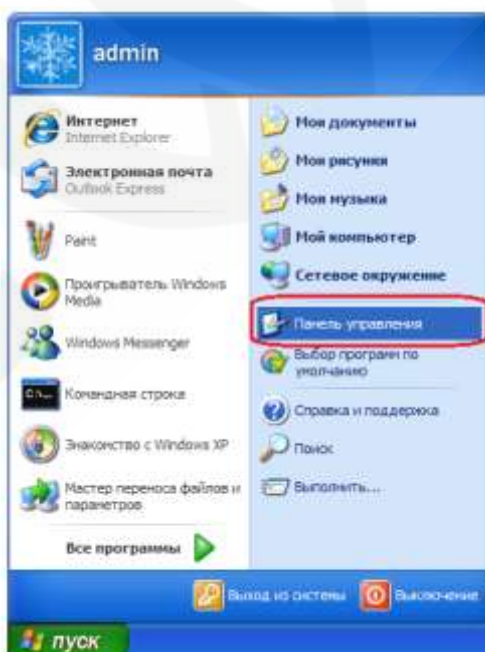 admin
Интернет
Internet Explorer
Электронная почта
Outlook Express
Paint
Проигрыватель Windows
Media
Windows Messenger
Командная строка
Знакомство с Windows XP
Мастер переноса файлов и
параметров
Все программы
Мои документы
Мои рисунки
Моя музыка
Мой компьютер
Сетевое окружение
Панель управления
Выбор программ по
умолчанию
Справка и поддержка
Поиск
Выполнить...
Выход из системы
Выключение
пуск